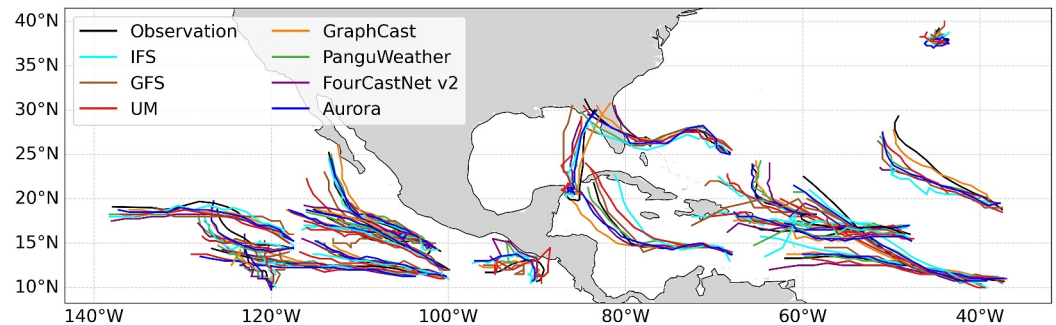 40°N
35°N
30°N
25°N
20°N
15°N
10°N
Observation
IFS
GFS
UM
GraphCast
PanguWeather
FourCastNet v2
Aurora
140°W 120°W 100°W 80°W 60°W 40°W